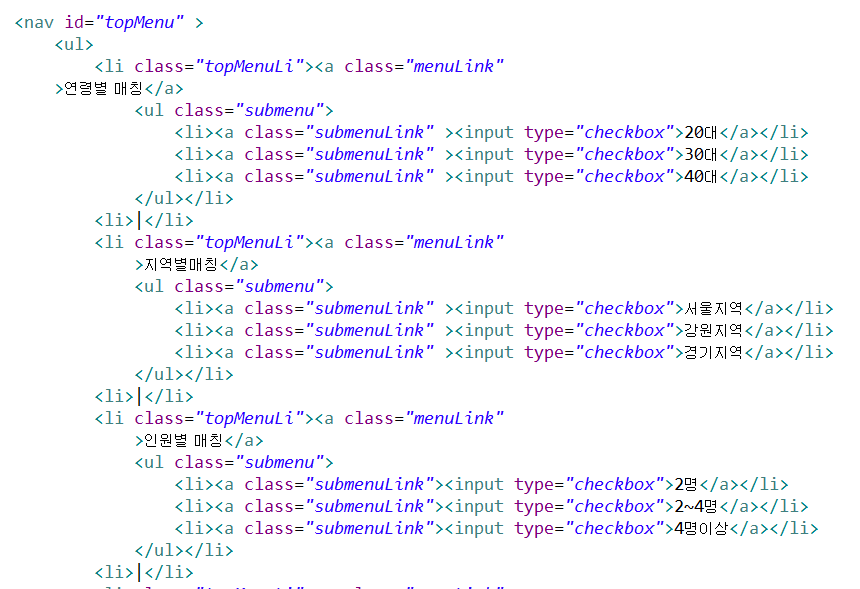 <nav id="topMenu" >
<ul>
<li class="topMenuLi"><a class="menuLink"
>연령별 매칭</a>
<ul class="submenu">
<li><a class="submenuLink" ><input type="checkbox">20대</a></li>
<li><a class="submenuLink" ><input type="checkbox">30대</a></li>
<li><a class="submenuLink" ><input type="checkbox">40대</a></li>
</ul></li>
<li>|</li>
<li class="topMenuLi"><a class="menuLink"
>지역별매칭</a>
<ul class="submenu">
<li><a class="submenuLink" ><input type="checkbox">서울지역</a></li>
<li><a class="submenuLink" ><input type="checkbox">강원지역</a></li>
<li><a class="submenuLink" ><input type="checkbox">경기지역</a></li>
</ul></li>
<li>|</li>
<li class="topMenuLi"><a class="menuLink"
>인원별 매칭</a>
<ul class="submenu">
<li><a class="submenuLink"><input type="checkbox">2명</a></li>
<li><a class="submenuLink"><input type="checkbox">2~4명</a></li>
<li><a class="submenuLink"><input type="checkbox">4명이상</a></li>
</ul></li>
<li>|</li>